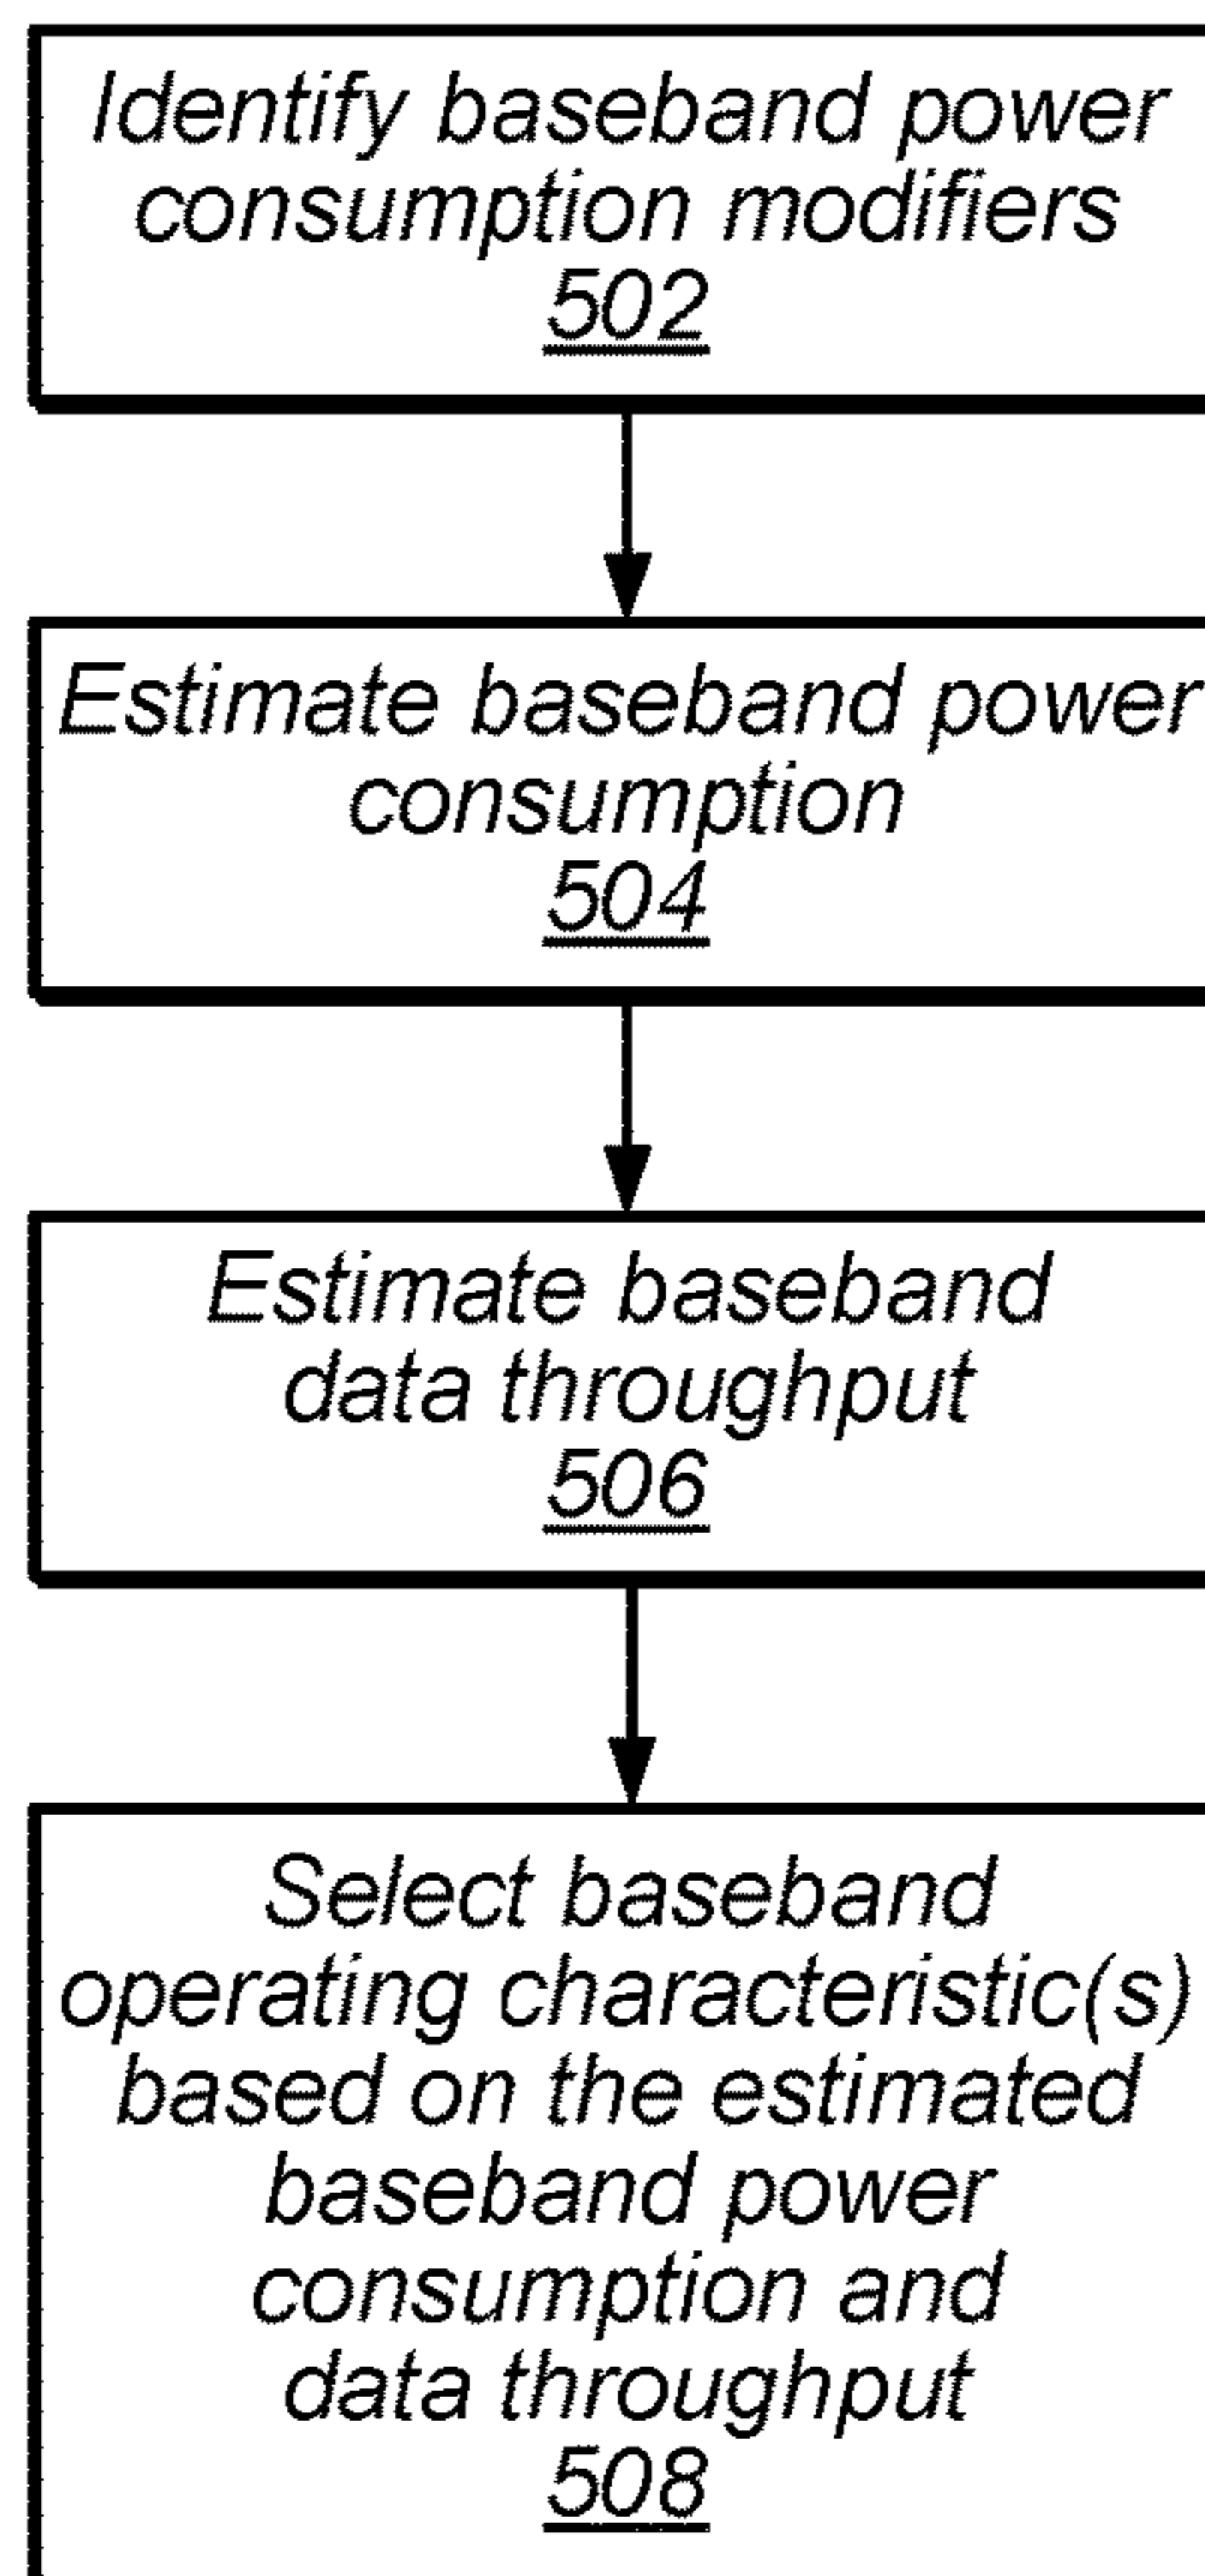 Identify baseband power
consumption modifiers
502
Estimate baseband power
consumption
504
Estimate baseband
data throughput
506
Select baseband
operating characteristic(s)
based on the estimated
baseband power
consumption and
data throughput
508